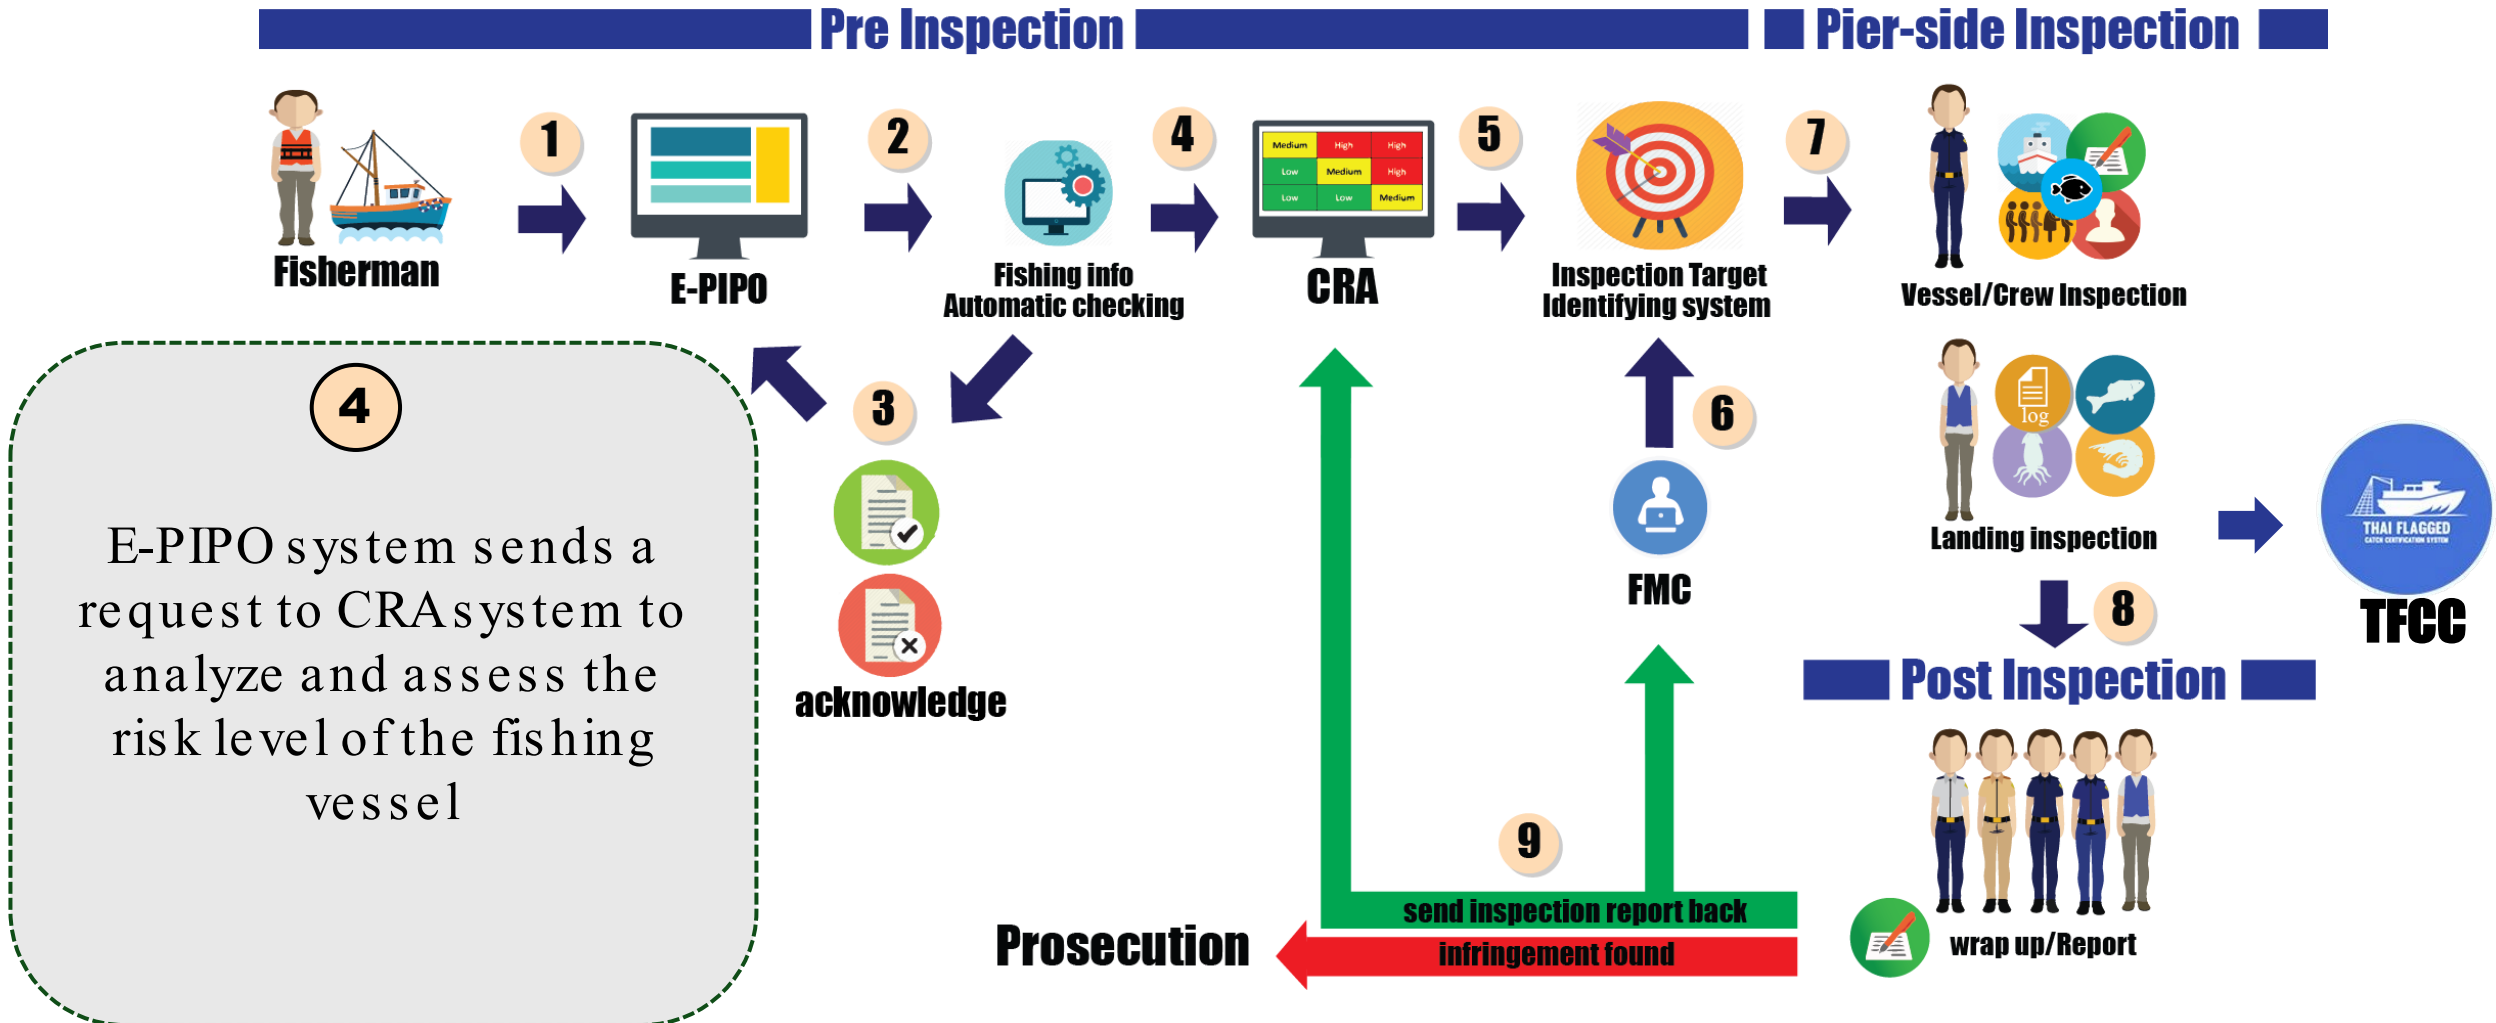 Pre Inspection
Pier-side Inspection
1
2
4
5
7
Medium High High
Low Medium High
Low Low Medium
Fisherman
E-PIPO
Fishing info
Automatic checking
CRA
Inspection Target
Identifying system
Vessel/Crew Inspection
4
E-PIPO system sends a
request to CRA system to
analyze and assess the
risk level of the fishing
vessel
3
acknowledge
6
FMC
log
Landing inspection
THAI FLAGGED
CATCH CERTIFICATION SYSTEM
TFCC
8
Post Inspection
9
send inspection report back
infringement found
Prosecution
wrap up/Report